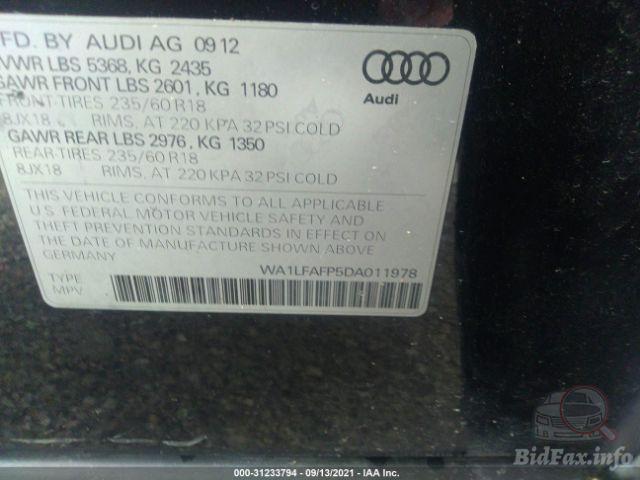 MFD. BY AUDI AG 09 12
GVWR LBS 5368, KG 2435
GAWR FRONT LBS 2601 , KG 1180
FRONT-TIRES 235/60 R18
8JX18 RIMS, AT 220 KPA 32 PSI COLD
GAWR REAR LBS 2976 , KG 1350
REAR-TIRES 235/60 R18
8JX18 RIMS, AT 220 KPA 32 PSI COLD
Audi
THIS VEHICLE CONFORMS TO ALL APPLICABLE
U.S. FEDERAL MOTOR VEHICLE SAFETY AND
THEFT PREVENTION STANDARDS IN EFFECT ON
THE DATE OF MANUFACTURE SHOWN ABOVE
GERMANY
WA1LFAFP5DA011978
TYPE
MPV
000-31233794 - 09/13/2021 - IAA Inc.
BidFax.info